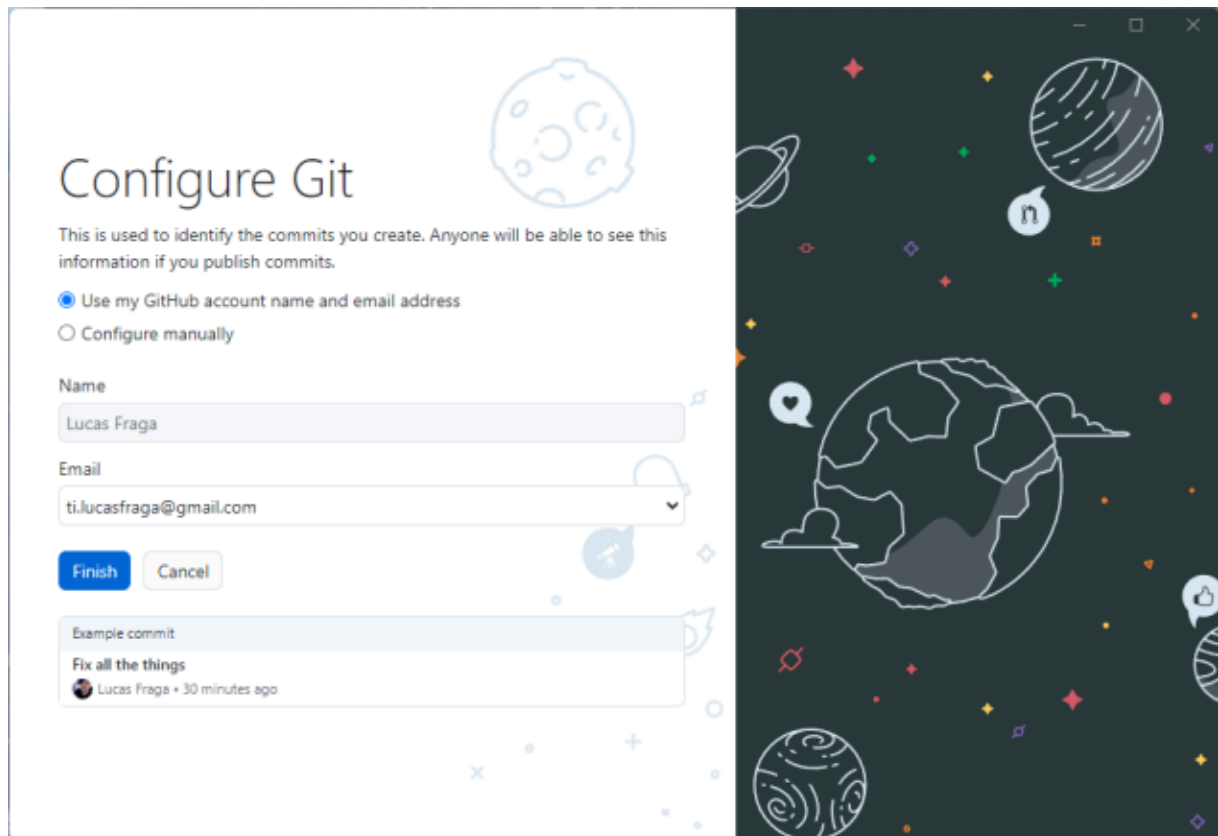 Configure Git
This is used to identify the commits you create. Anyone will be able to see this
information if you publish commits.
Use my GitHub account name and email address
Configure manually
Name
Lucas Fraga
Email
ti.lucasfraga@gmail.com
Finish
Cancel
Example commit
Fix all the things
Lucas Fraga • 30 minutes ago